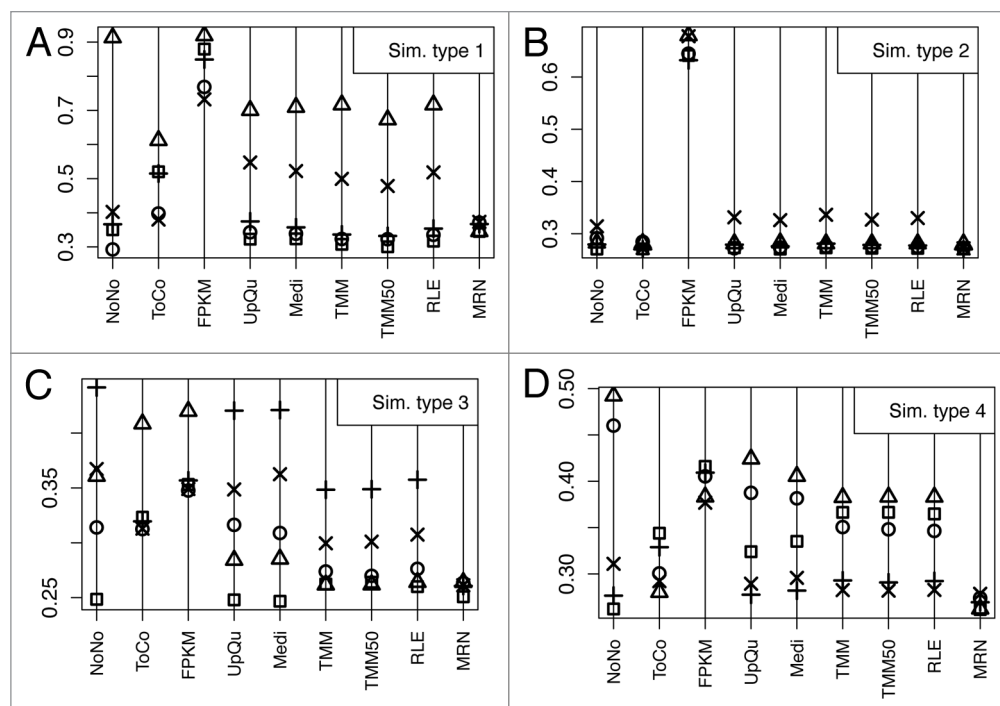 A
Sim. type 1
0.9
0.7
0.5
0.3
NoNo
ToCo
FPKM
UpQu
Medi
TMM
TMM50
RLE
MRN
B
Sim. type 2
0.6
0.5
0.4
0.3
NoNo
ToCo
FPKM
UpQu
Medi
TMM
TMM50
RLE
MRN
C
Sim. type 3
0.35
0.25
NoNo
ToCo
FPKM
UpQu
Medi
TMM
TMM50
RLE
MRN
D
Sim. type 4
0.50
0.40
0.30
NoNo
ToCo
FPKM
UpQu
Medi
TMM
TMM50
RLE
MRN